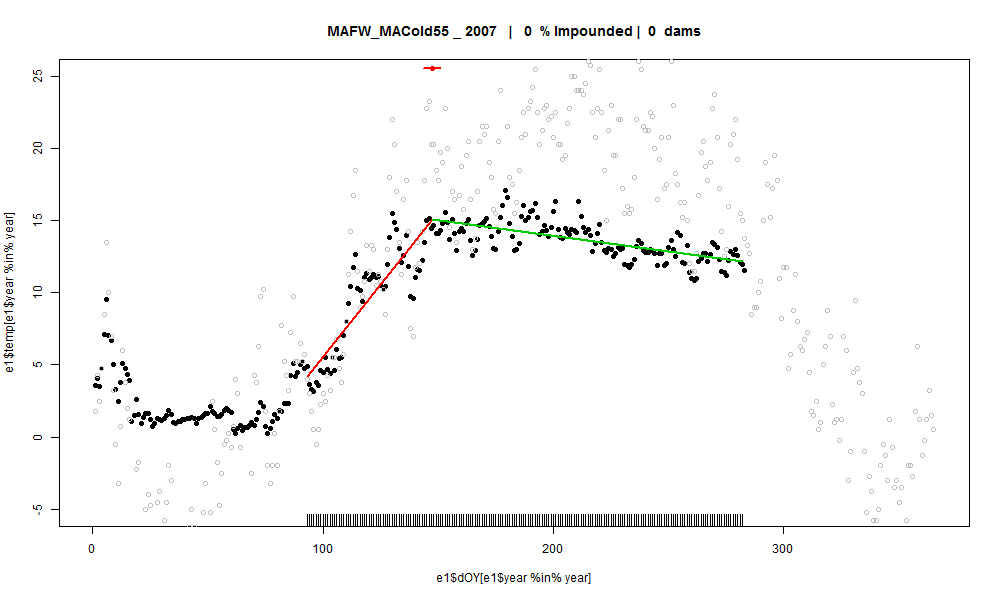 MAFW_MACold55 _ 2007 | 0 % Impounded | 0 dams
25
20
15
10
5
0
-5
e1$temp[e1$year %in% year]
0 100 200 300
e1$dOY[e1$year %in% year]